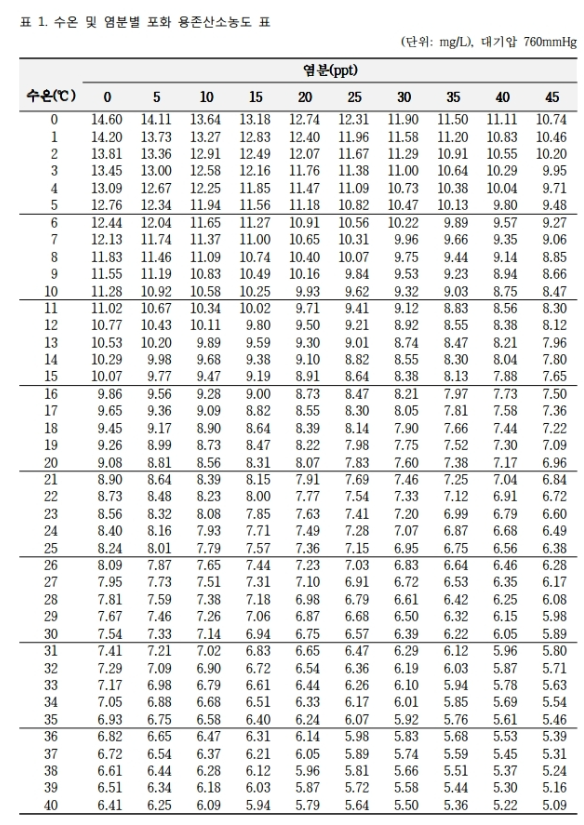 표 1. 수온 및 염분별 포화 용존산소농도 표
(단위: mg/L), 대기압 760mmHg
염분(ppt)
수온(℃) 0 5 10 15 20 25 30 35 40 45
0 14.60 14.11 13.64 13.18 12.74 12.31 11.90 11.50 11.11 10.74
1 14.20 13.73 13.27 12.83 12.40 11.96 11.58 11.20 10.83 10.46
2 13.81 13.36 12.91 12.49 12.07 11.67 11.29 10.91 10.55 10.20
3 13.45 13.00 12.58 12.16 11.76 11.38 11.00 10.64 10.29 9.95
4 13.09 12.67 12.25 11.85 11.47 11.09 10.73 10.38 10.04 9.71
5 12.76 12.34 11.94 11.56 11.18 10.82 10.47 10.13 9.80 9.48
6 12.44 12.04 11.65 11.27 10.91 10.56 10.22 9.89 9.57 9.27
7 12.13 11.74 11.37 11.00 10.65 10.31 9.96 9.66 9.35 9.06
8 11.83 11.46 11.09 10.74 10.40 10.07 9.75 9.44 9.14 8.85
9 11.55 11.19 10.83 10.49 10.16 9.84 9.53 9.23 8.94 8.66
10 11.28 10.92 10.58 10.25 9.93 9.62 9.32 9.03 8.75 8.47
11 11.02 10.67 10.34 10.02 9.71 9.41 9.12 8.83 8.56 8.30
12 10.77 10.43 10.11 9.80 9.50 9.21 8.92 8.55 8.38 8.12
13 10.53 10.20 9.89 9.59 9.30 9.01 8.74 8.47 8.21 7.96
14 10.29 9.98 9.68 9.38 9.10 8.82 8.55 8.30 8.04 7.80
15 10.07 9.77 9.47 9.19 8.91 8.64 8.38 8.13 7.88 7.65
16 9.86 9.56 9.28 9.00 8.73 8.47 8.21 7.97 7.73 7.50
17 9.65 9.36 9.09 8.82 8.55 8.30 8.05 7.81 7.58 7.36
18 9.45 9.17 8.90 8.64 8.39 8.14 7.90 7.66 7.44 7.22
19 9.26 8.99 8.73 8.47 8.22 7.98 7.75 7.52 7.30 7.09
20 9.08 8.81 8.56 8.31 8.07 7.83 7.60 7.38 7.17 6.96
21 8.90 8.64 8.39 8.15 7.91 7.69 7.46 7.25 7.04 6.84
22 8.73 8.48 8.23 8.00 7.77 7.54 7.33 7.12 6.91 6.72
23 8.56 8.32 8.08 7.85 7.63 7.41 7.20 6.99 6.79 6.60
24 8.40 8.16 7.93 7.71 7.49 7.28 7.07 6.87 6.68 6.49
25 8.24 8.01 7.79 7.57 7.36 7.15 6.95 6.75 6.56 6.38
26 8.09 7.87 7.65 7.44 7.23 7.03 6.83 6.64 6.46 6.28
27 7.95 7.73 7.51 7.31 7.10 6.91 6.72 6.53 6.35 6.17
28 7.81 7.59 7.38 7.18 6.98 6.79 6.61 6.42 6.25 6.08
29 7.67 7.46 7.26 7.06 6.87 6.68 6.50 6.32 6.15 5.98
30 7.54 7.33 7.14 6.94 6.75 6.57 6.39 6.22 6.05 5.89
31 7.41 7.21 7.02 6.83 6.65 6.47 6.29 6.12 5.96 5.80
32 7.29 7.09 6.90 6.72 6.54 6.36 6.19 6.03 5.87 5.71
33 7.17 6.98 6.79 6.61 6.44 6.26 6.10 5.94 5.78 5.63
34 7.05 6.88 6.68 6.51 6.33 6.17 6.01 5.85 5.69 5.54
35 6.93 6.75 6.58 6.40 6.24 6.07 5.92 5.76 5.61 5.46
36 6.82 6.65 6.47 6.31 6.14 5.98 5.83 5.68 5.53 5.39
37 6.72 6.54 6.37 6.21 6.05 5.89 5.74 5.59 5.45 5.31
38 6.61 6.44 6.28 6.12 5.96 5.81 5.66 5.51 5.37 5.24
39 6.51 6.34 6.18 6.03 5.87 5.72 5.58 5.44 5.30 5.16
40 6.41 6.25 6.09 5.94 5.79 5.64 5.50 5.36 5.22 5.09